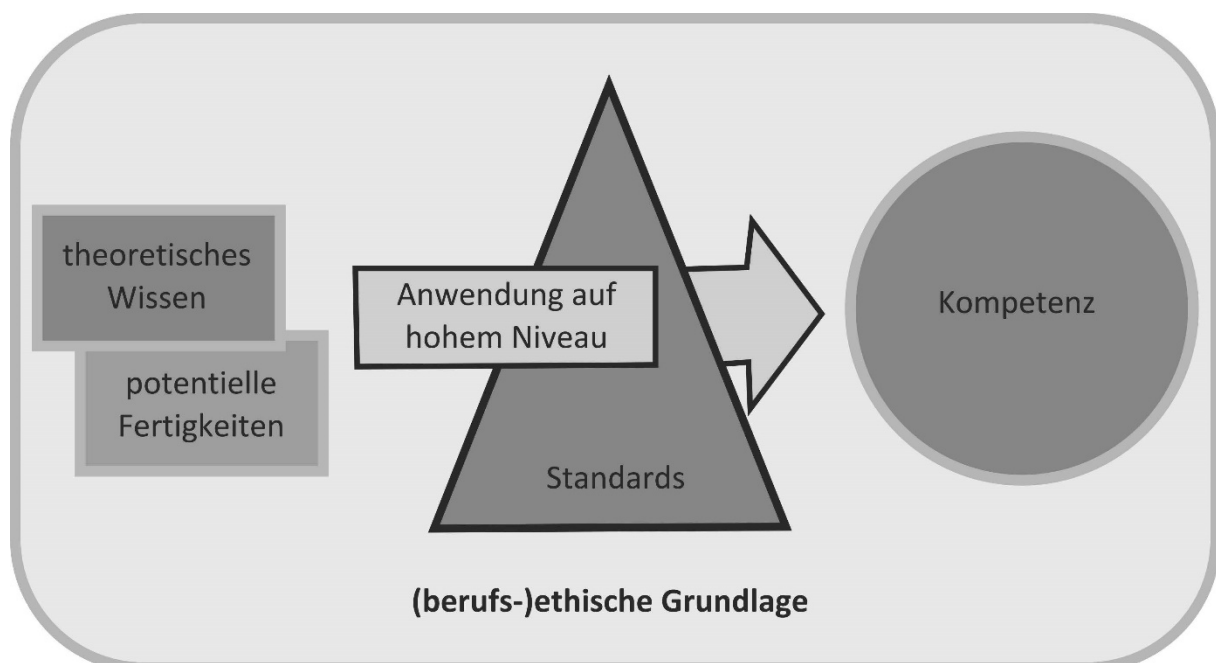 theoretisches
Wissen
potentielle
Fertigkeiten
Anwendung auf
hohem Niveau
Standards
Kompetenz
(berufs-)ethische Grundlage